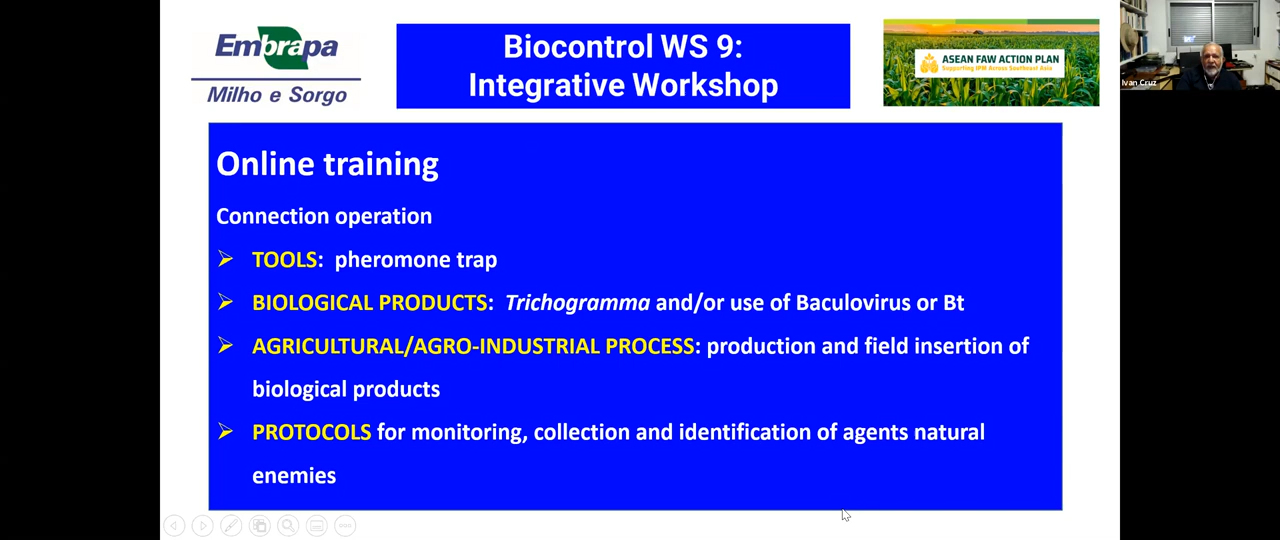 Embrapa
Milho e Sorgo
Biocontrol WS 9:
Integrative Workshop
ASEAN FAW ACTION PLAN
Supporting IPM Across Southeast Asia
Ivan Cruz
Online training
Connection operation
TOOLS: pheromone trap
BIOLOGICAL PRODUCTS: Trichogramma and/or use of Baculovirus or Bt
AGRICULTURAL/AGRO-INDUSTRIAL PROCESS: production and field insertion of
biological products
PROTOCOLS for monitoring, collection and identification of agents natural
enemies